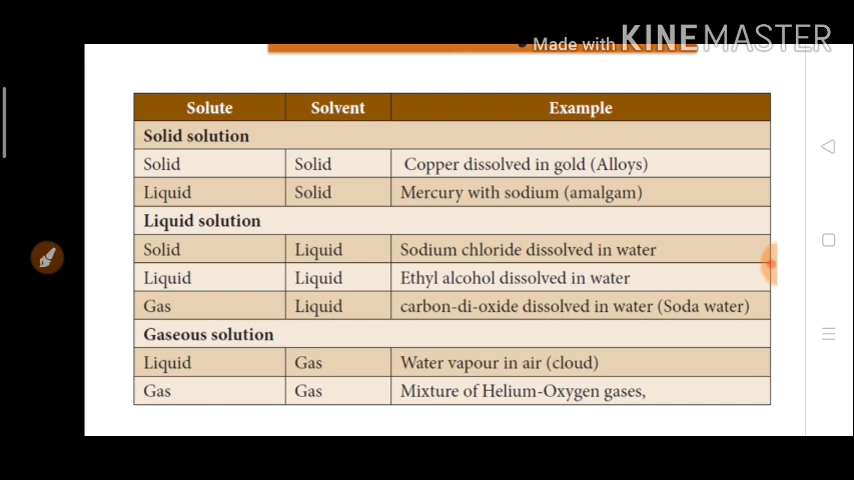 Made with KINEMASTER
Solute Solvent Example
Solid solution
Solid Solid Copper dissolved in gold (Alloys)
Liquid Solid Mercury with sodium (amalgam)
Liquid solution
Solid Liquid Sodium chloride dissolved in water
Liquid Liquid Ethyl alcohol dissolved in water
Gas Liquid carbon-di-oxide dissolved in water (Soda water)
Gaseous solution
Liquid Gas Water vapour in air (cloud)
Gas Gas Mixture of Helium-Oxygen gases,